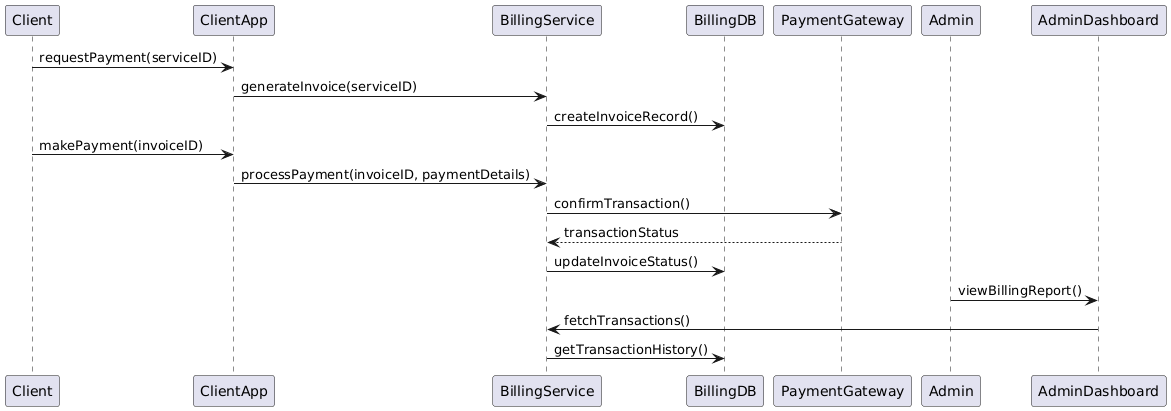 Client ClientApp BillingService BillingDB PaymentGateway Admin AdminDashboard
requestPayment(serviceID)
generateInvoice(serviceID)
createInvoiceRecord()
makePayment(invoiceID)
processPayment(invoiceID, paymentDetails)
confirmTransaction()
transactionStatus
updateInvoiceStatus()
viewBillingReport()
fetchTransactions()
getTransactionHistory()
Client ClientApp BillingService BillingDB PaymentGateway Admin AdminDashboard